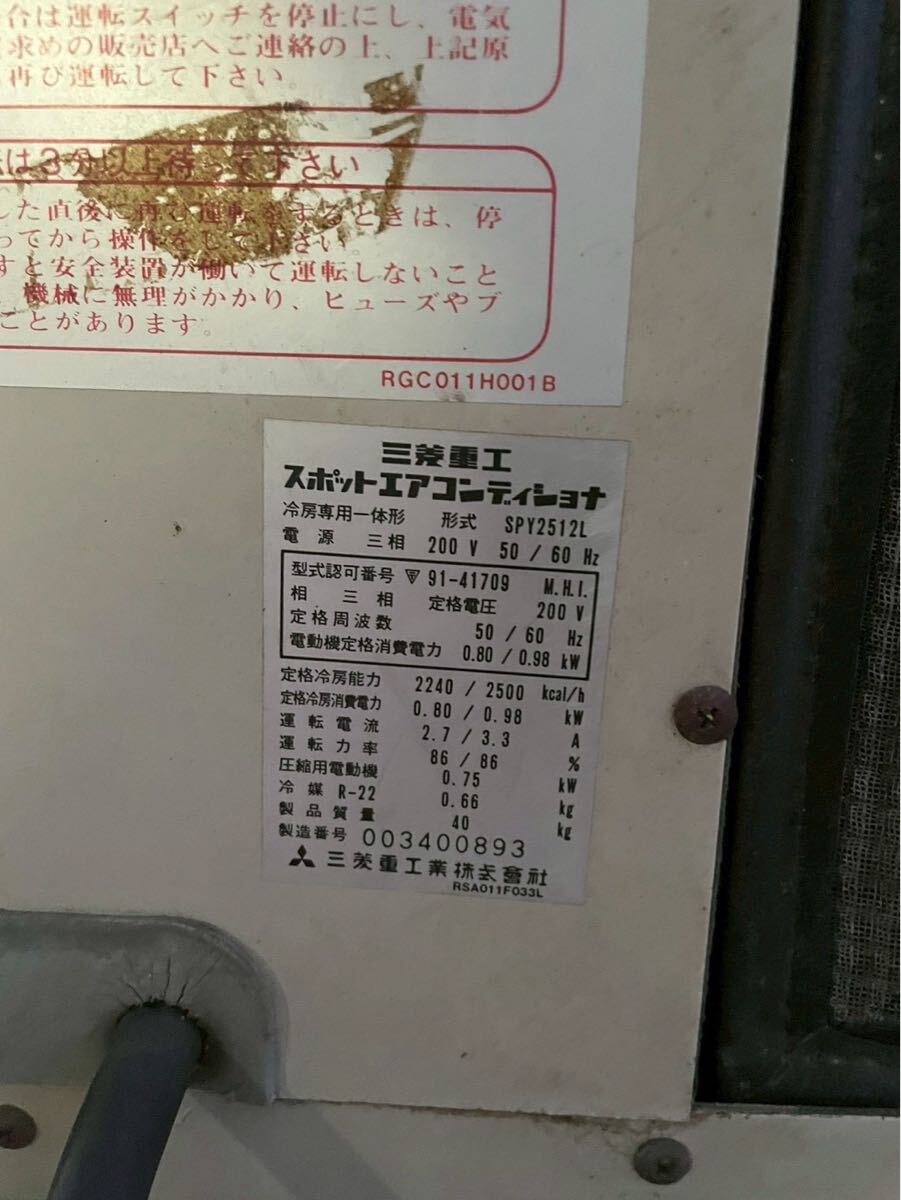 合は運転スイッチを停止にし、電気
求めの販売店へご連絡の上、上記原
再び運転して下さい。
は3分以上待って下さい
した直後に再び運転をするときは、停
ってから操作をして下さい。
すと安全装置が働いて運転しないこと
、機械に無理がかかり、ヒューズやブ
ことがあります。
RGC011H001B
三菱重工
スポットエアコンディショナ
冷房専用一体形 形式 SPY2512L
電源 三相 200 V 50 / 60 Hz
型式認可番号 91-41709 M.H.I.
相 三相 定格電圧 200 V
定格周波数 50 / 60 Hz
電動機定格消費電力 0.80 / 0.98 kW
定格冷房能力 2240 / 2500 kcal/h
定格冷房消費電力 0.80 / 0.98 kW
運転電流 2.7 / 3.3 A
運転力率 86 / 86 %
圧縮用電動機 0.75 kW
冷媒 R-22 0.66 kg
製品質量 40 kg
製造番号 003400893
三菱重工業株式會社
RSA011F033L